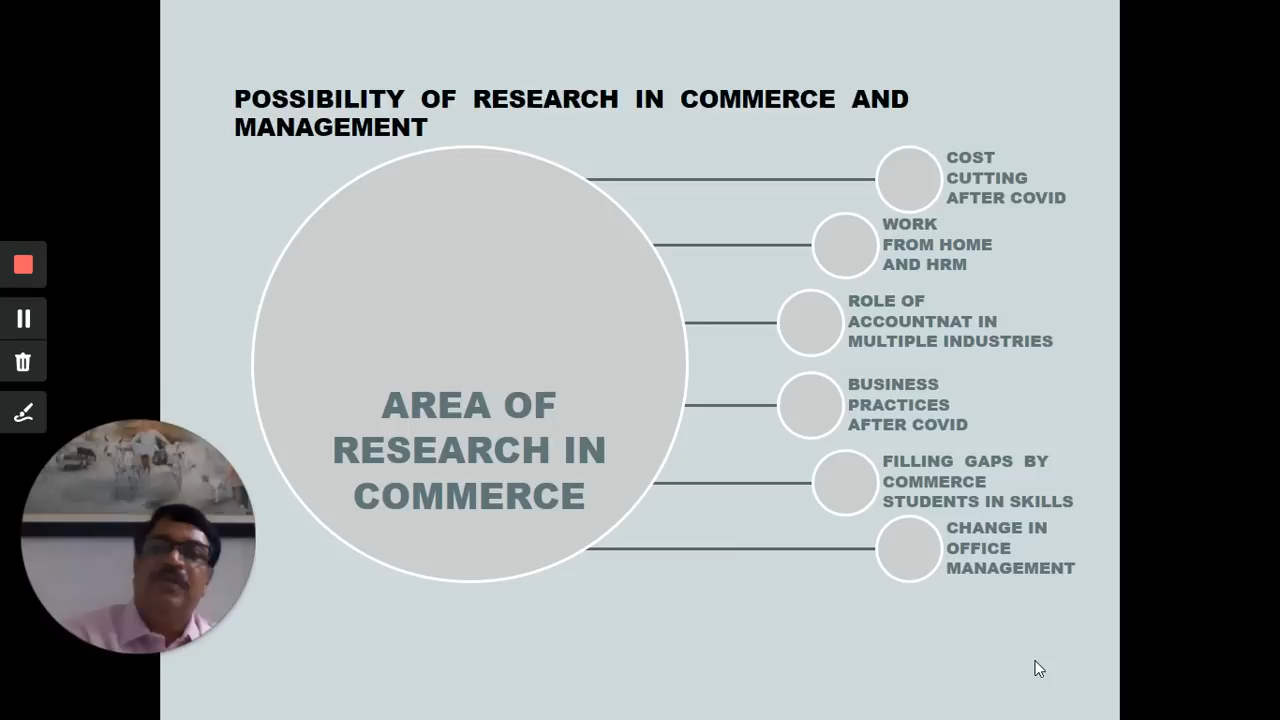 POSSIBILITY OF RESEARCH IN COMMERCE AND
MANAGEMENT
AREA OF
RESEARCH IN
COMMERCE
COST
CUTTING
AFTER COVID
WORK
FROM HOME
AND HRM
ROLE OF
ACCOUNTNAT IN
MULTIPLE INDUSTRIES
BUSINESS
PRACTICES
AFTER COVID
FILLING GAPS BY
COMMERCE
STUDENTS IN SKILLS
CHANGE IN
OFFICE
MANAGEMENT